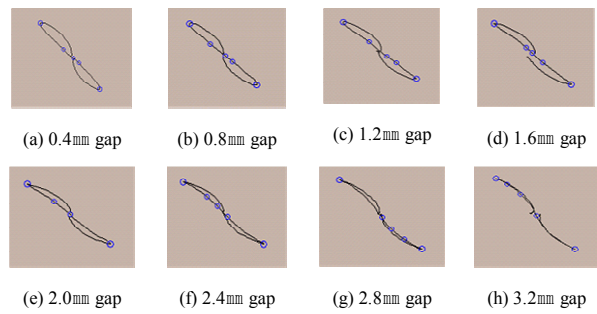 (a) 0.4㎜ gap
(b) 0.8㎜ gap
(c) 1.2㎜ gap
(d) 1.6㎜ gap
(e) 2.0㎜ gap
(f) 2.4㎜ gap
(g) 2.8㎜ gap
(h) 3.2㎜ gap